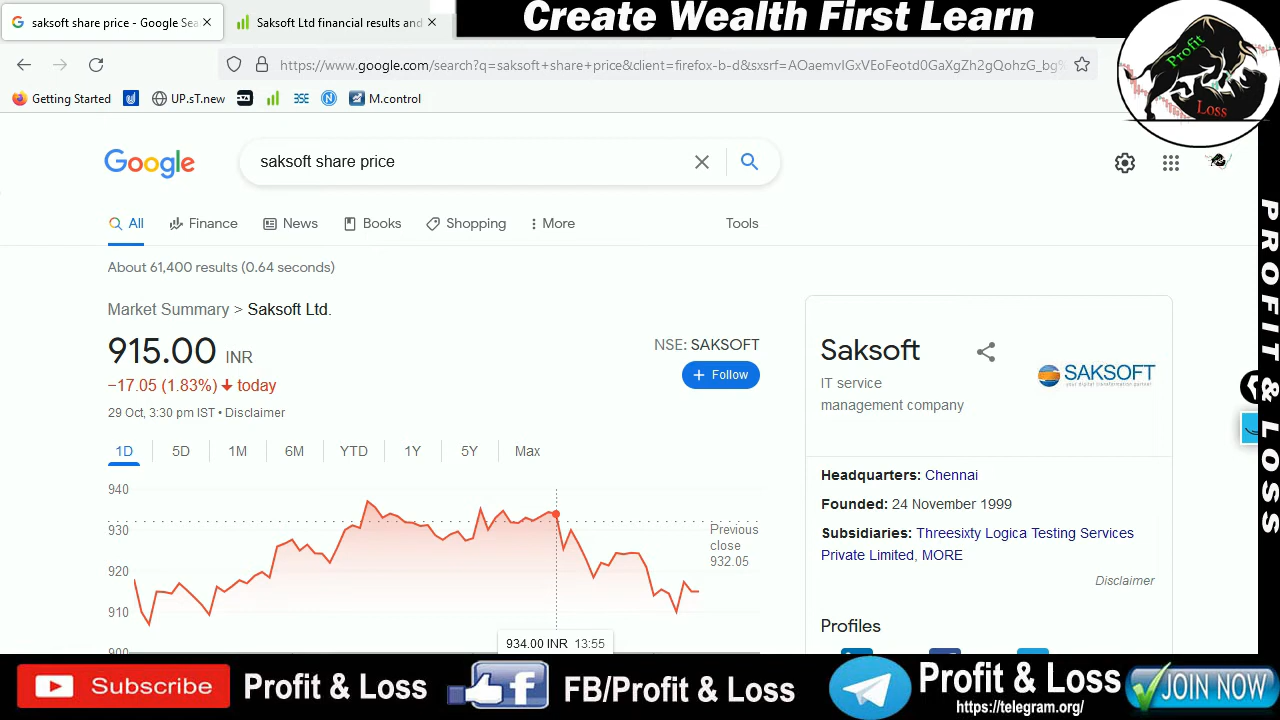 Create Wealth First Learn
saksoft share price - Google Sea
Saksoft Ltd financial results and
https://www.google.com/search?q=saksoft+share+price&client=firefox-b-d&sxsrf=AOaemvIGxVEoFeotd0GaXgZh2gQohzG_bg
Getting Started
UP.sT.new
M.control
Profit
Loss
Google
saksoft share price
All
Finance
News
Books
Shopping
More
Tools
About 61,400 results (0.64 seconds)
Market Summary > Saksoft Ltd.
915.00 INR
−17.05 (1.83%) today
29 Oct, 3:30 pm IST • Disclaimer
NSE: SAKSOFT
+ Follow
1D 5D 1M 6M YTD 1Y 5Y Max
940
930
920
910
900
Previous
close
932.05
934.00 INR 13:55
Saksoft
IT service
management company
SAKSOFT
your digital transformation partner
Headquarters: Chennai
Founded: 24 November 1999
Subsidiaries: Threesixty Logica Testing Services
Private Limited, MORE
Disclaimer
Profiles
PROFIT & LOSS
Subscribe
Profit & Loss
f
FB/Profit & Loss
Profit & Loss
https://telegram.org/
JOIN NOW